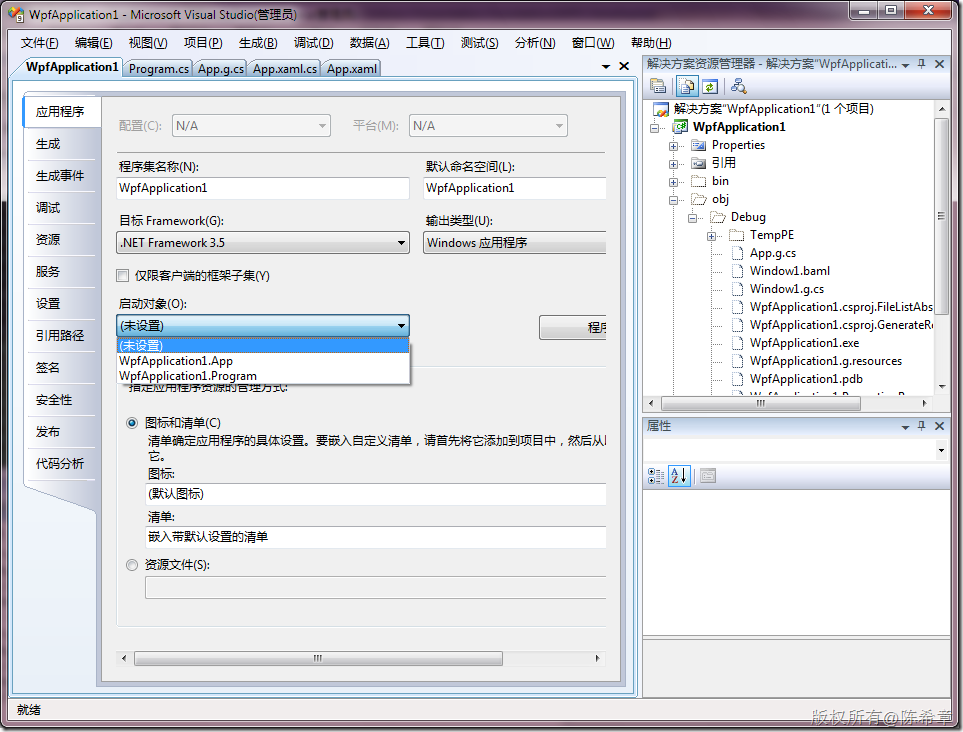 WpfApplication1 - Microsoft Visual Studio(管理员)
文件(F) 编辑(E) 视图(V) 项目(P) 生成(B) 调试(D) 数据(A) 工具(T) 测试(S) 分析(N) 窗口(W) 帮助(H)
WpfApplication1 Program.cs App.g.cs App.xaml.cs App.xaml
应用程序
生成
生成事件
调试
资源
服务
设置
引用路径
签名
安全性
发布
代码分析
配置(C): N/A 平台(M): N/A
程序集名称(N): 默认命名空间(L):
WpfApplication1 WpfApplication1
目标 Framework(G): 输出类型(U):
.NET Framework 3.5 Windows 应用程序
仅限客户端的框架子集(Y)
启动对象(O):
(未设置) 程序
(未设置)
WpfApplication1.App
WpfApplication1.Program
指定应用程序资源的管理方式:
图标和清单(C)
清单确定应用程序的具体设置。要嵌入自定义清单，请首先将它添加到项目中，然后从
它。
图标:
(默认图标)
清单:
嵌入带默认设置的清单
资源文件(S):
解决方案资源管理器 - 解决方案"WpfApplicati...
解决方案"WpfApplication1"(1 个项目)
WpfApplication1
Properties
引用
bin
obj
Debug
TempPE
App.g.cs
Window1.baml
Window1.g.cs
WpfApplication1.csproj.FileListAbs
WpfApplication1.csproj.GenerateRe
WpfApplication1.exe
WpfApplication1.g.resources
WpfApplication1.pdb
属性
就绪
版权所有@陈希章